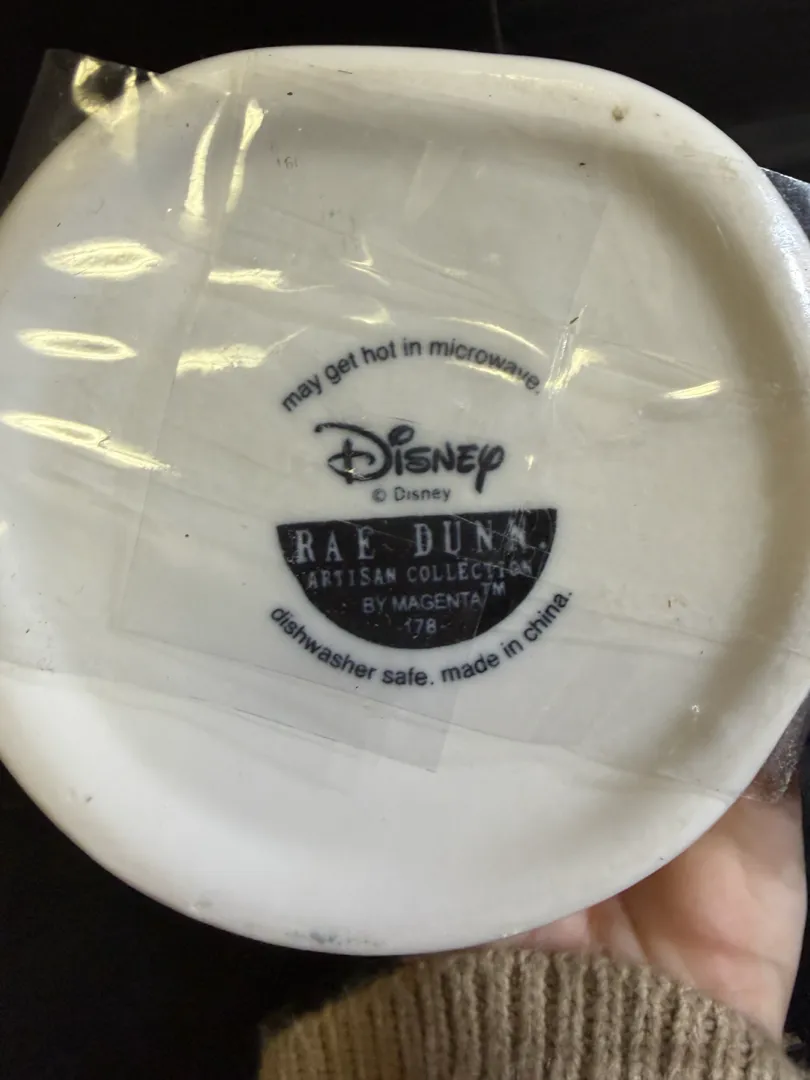 may get hot in microwave.
Disney
© Disney
RAE DUNN.
ARTISAN COLLECTION
BY MAGENTA™
-178-
dishwasher safe. made in china.